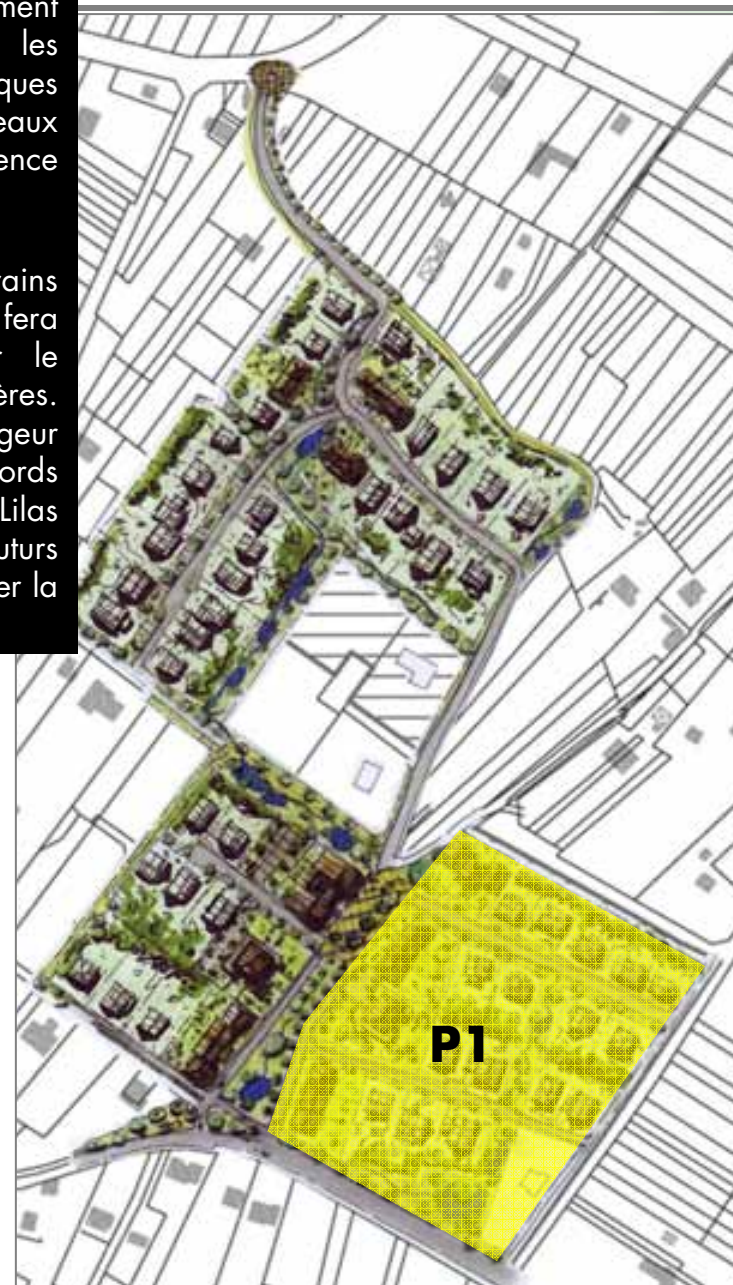 ment
les
ques
eaux
ence
rains
fera
le
ères.
geur
ords
Lilas
uturs
er la
P1